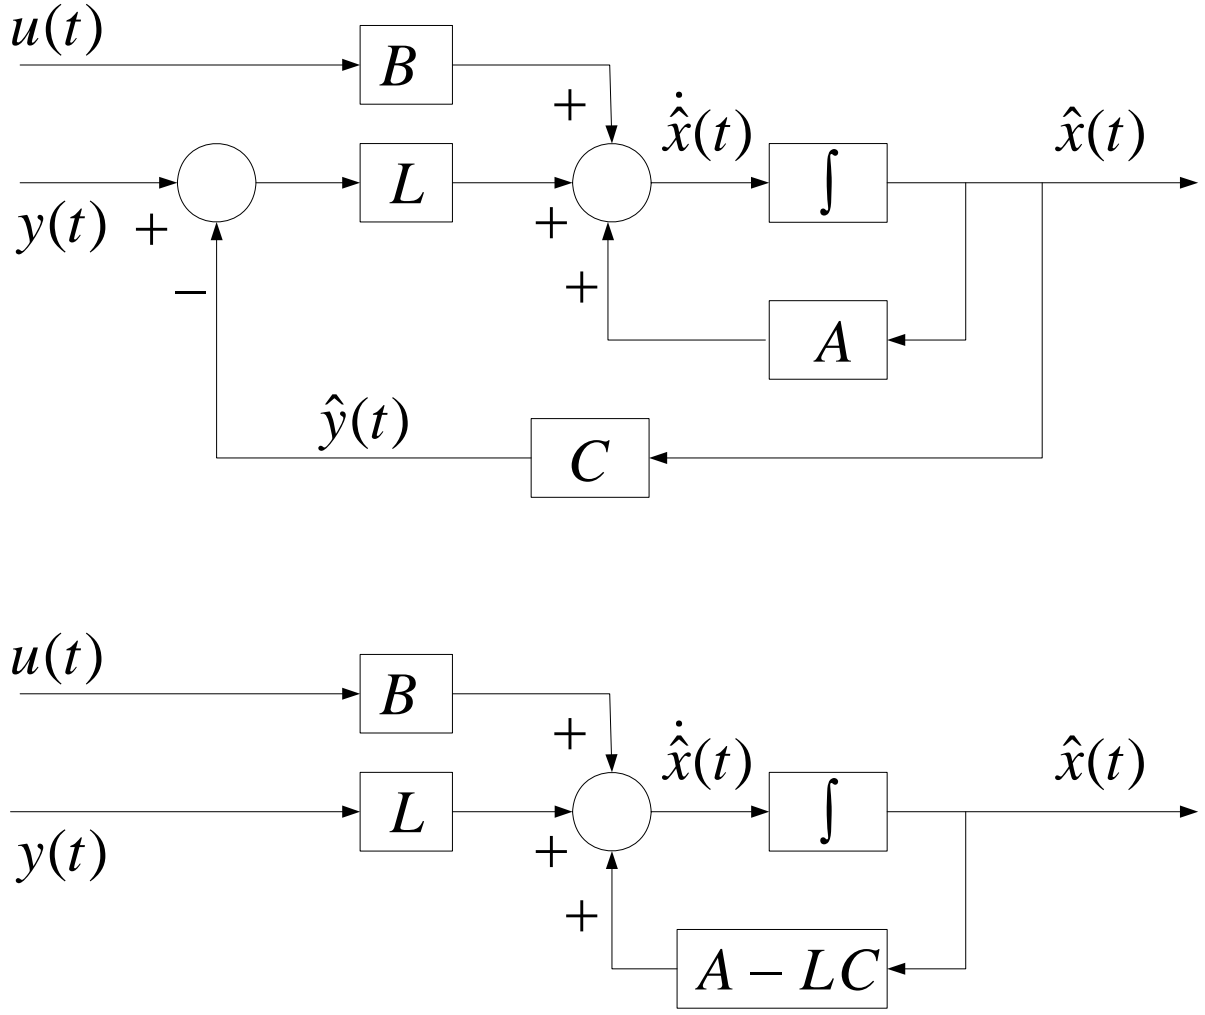 u(t)
B
+
ẋ̂(t)
x̂(t)
L
∫
y(t)
+
+
−
+
A
ŷ(t)
C
u(t)
B
+
ẋ̂(t)
x̂(t)
L
∫
y(t)
+
+
A − LC